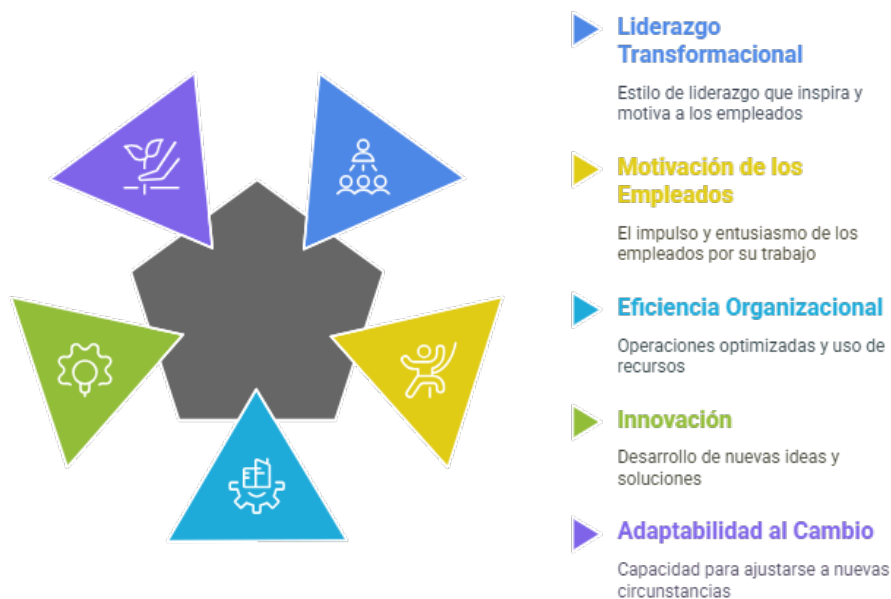 Liderazgo
Transformacional
Estilo de liderazgo que inspira y
motiva a los empleados
Motivación de los
Empleados
El impulso y entusiasmo de los
empleados por su trabajo
Eficiencia Organizacional
Operaciones optimizadas y uso de
recursos
Innovación
Desarrollo de nuevas ideas y
soluciones
Adaptabilidad al Cambio
Capacidad para ajustarse a nuevas
circunstancias